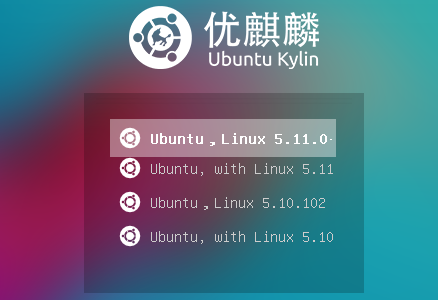 优麒麟
Ubuntu Kylin
Ubuntu，Linux 5.11.0-
Ubuntu, with Linux 5.11
Ubuntu，Linux 5.10.102
Ubuntu, with Linux 5.10